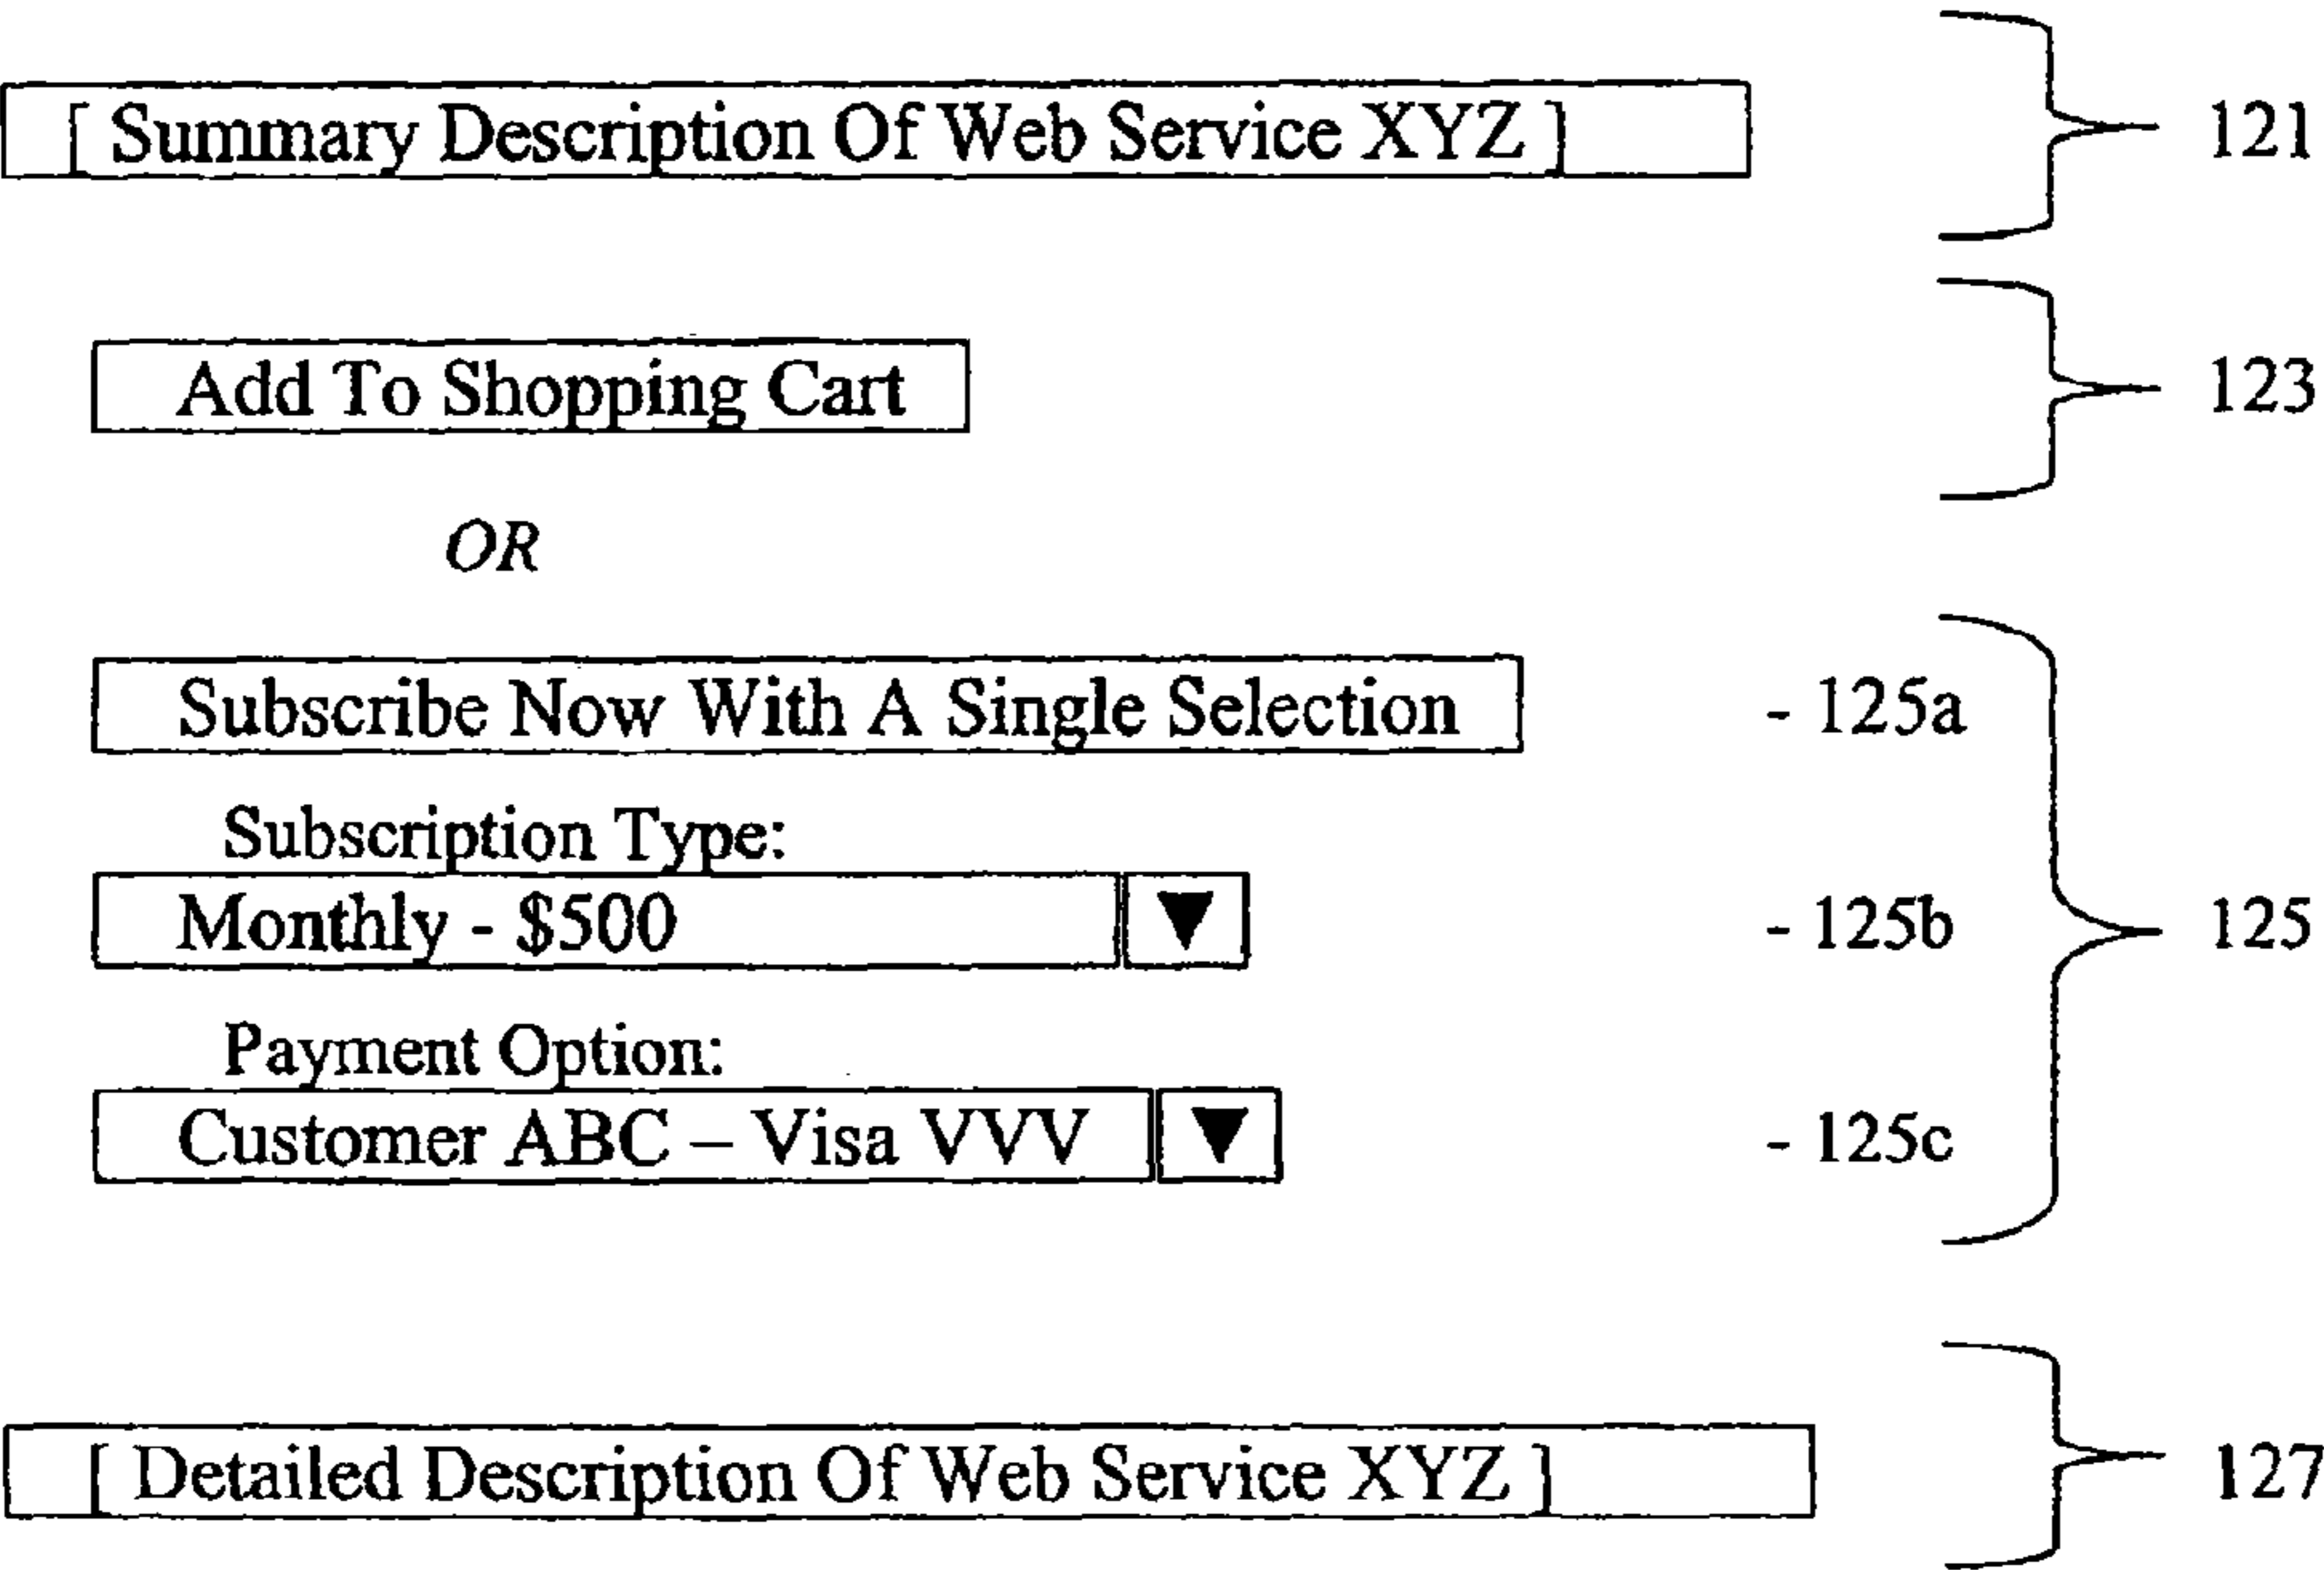 [ Summary Description Of Web Service XYZ ] 121
Add To Shopping Cart 123
OR
Subscribe Now With A Single Selection - 125a
Subscription Type:
Monthly - $500 - 125b 125
Payment Option:
Customer ABC – Visa VVV - 125c
[ Detailed Description Of Web Service XYZ ] 127